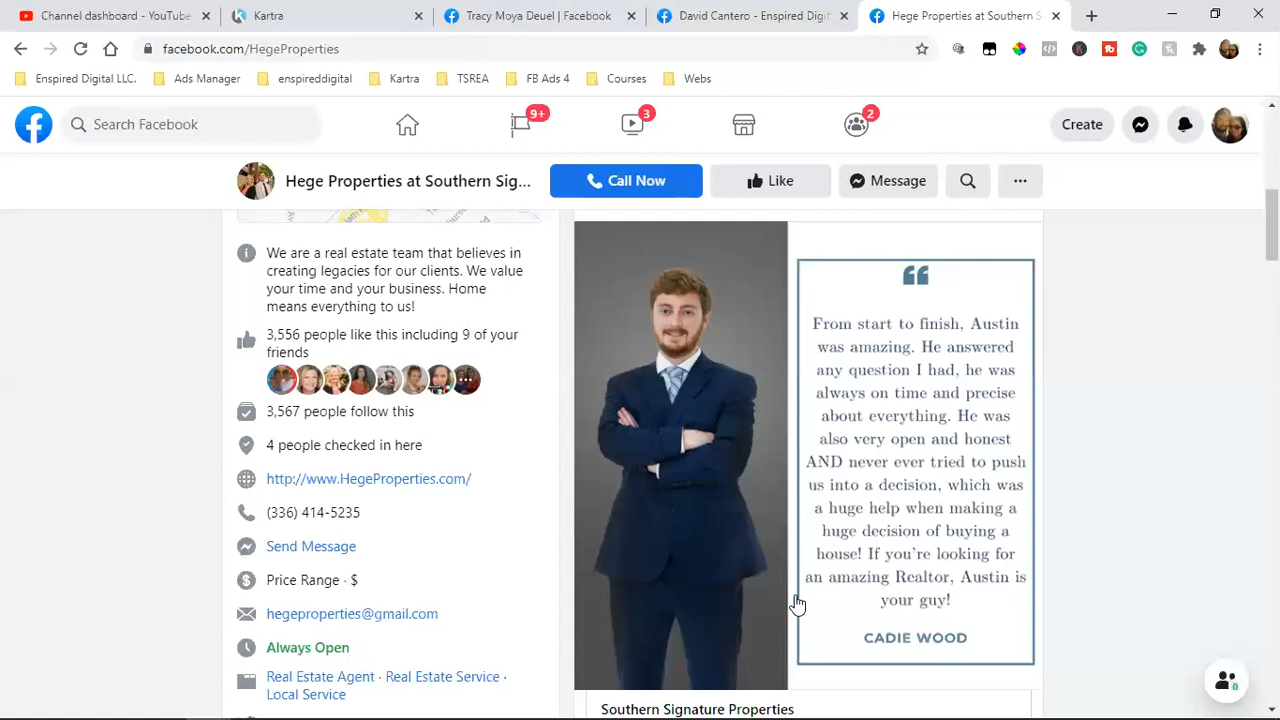 Channel dashboard - YouTube
Kartra
Tracy Moya Deuel | Facebook
David Cantero - Enspired Digit
Hege Properties at Southern S
facebook.com/HegeProperties
Enspired Digital LLC.
Ads Manager
enspireddigital
Kartra
TSREA
FB Ads 4
Courses
Webs
Search Facebook
9+
3
2
Create
Hege Properties at Southern Sig...
Call Now
Like
Message
We are a real estate team that believes in
creating legacies for our clients. We value
your time and your business. Home
means everything to us!
3,556 people like this including 9 of your
friends
3,567 people follow this
4 people checked in here
http://www.HegeProperties.com/
(336) 414-5235
Send Message
Price Range · $
hegeproperties@gmail.com
Always Open
Real Estate Agent · Real Estate Service ·
Local Service
From start to finish, Austin
was amazing. He answered
any question I had, he was
always on time and precise
about everything. He was
also very open and honest
AND never ever tried to push
us into a decision, which was
a huge help when making a
huge decision of buying a
house! If you're looking for
an amazing Realtor, Austin is
your guy!
CADIE WOOD
Southern Signature Properties
0